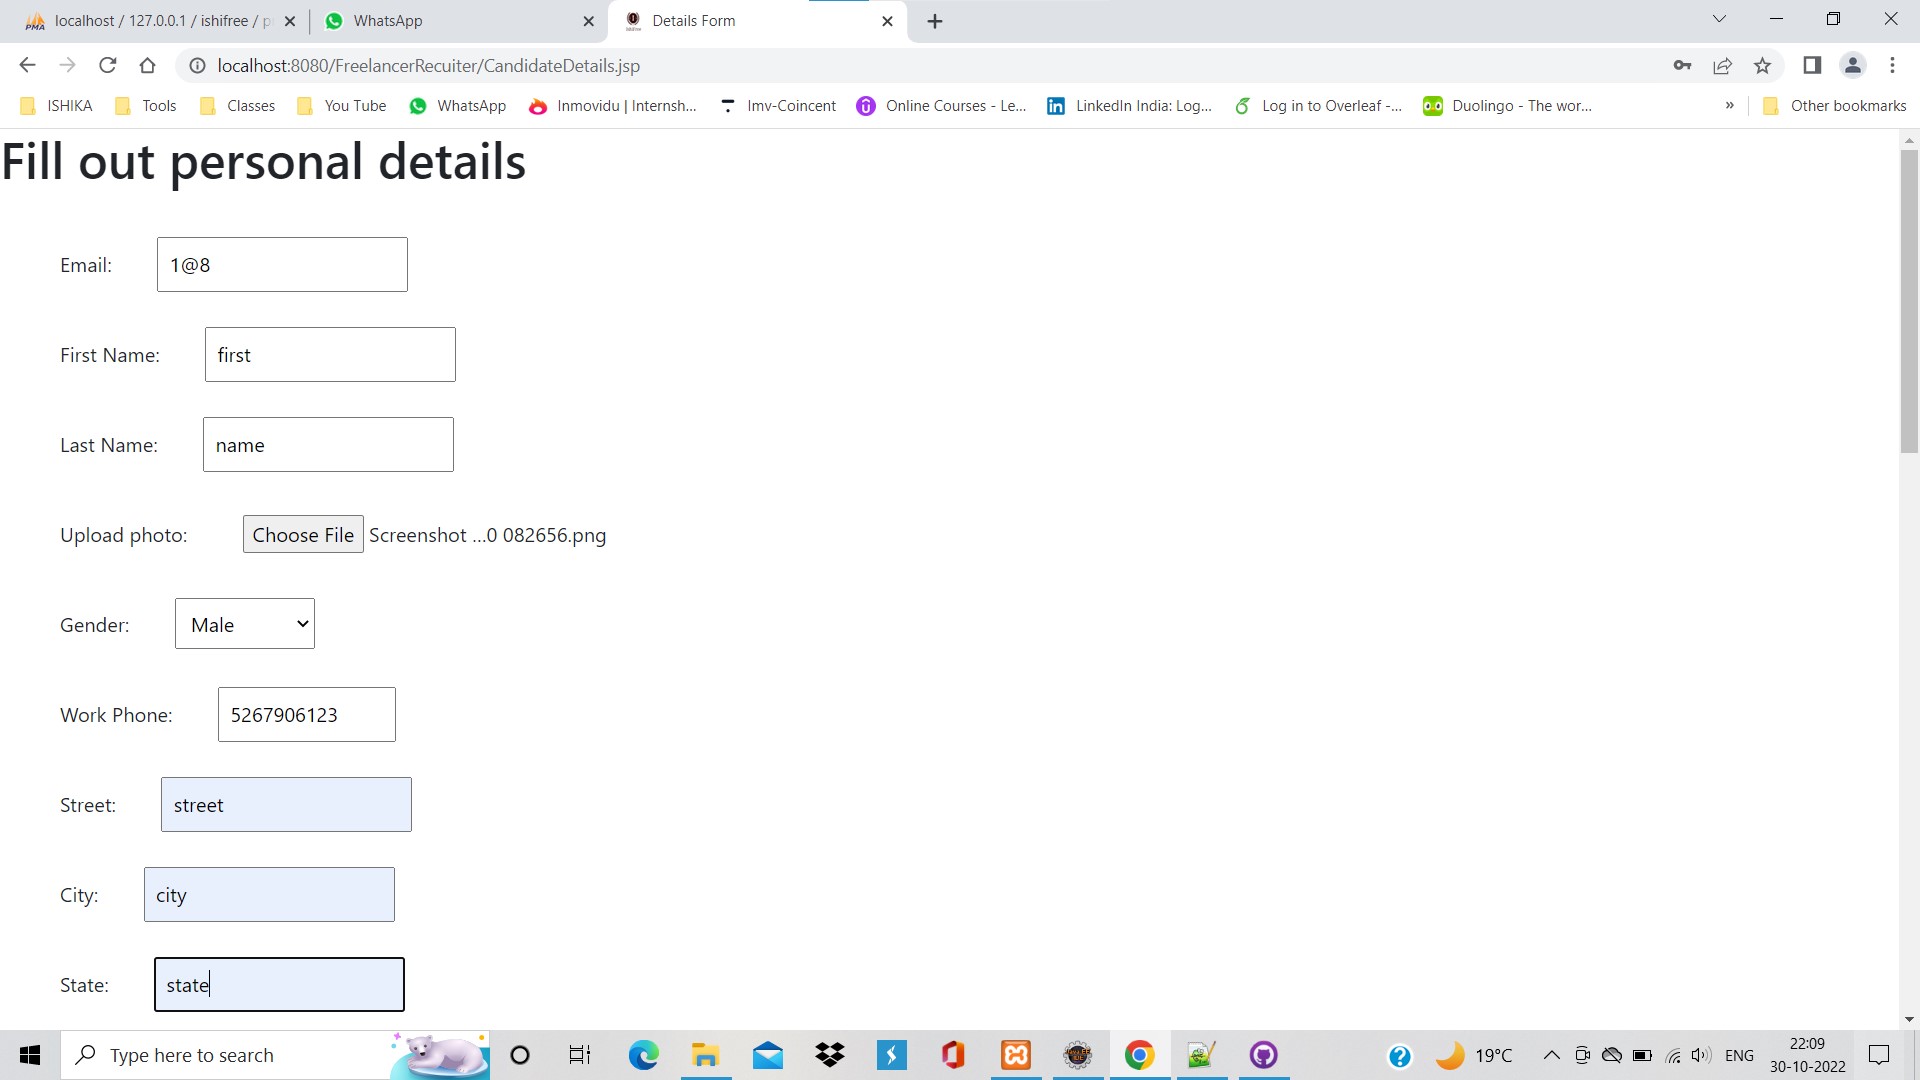 localhost / 127.0.0.1 / ishifree / p
WhatsApp
Details Form
localhost:8080/FreelancerRecuiter/CandidateDetails.jsp
ISHIKA Tools Classes You Tube WhatsApp Inmovidu | Internsh... Imv-Coincent Online Courses - Le... LinkedIn India: Log... Log in to Overleaf -... Duolingo - The wor... » Other bookmarks
Fill out personal details
Email: 1@8
First Name: first
Last Name: name
Upload photo: Choose File Screenshot ...0 082656.png
Gender: Male
Work Phone: 5267906123
Street: street
City: city
State: state
Type here to search
19°C
ENG
22:09
30-10-2022